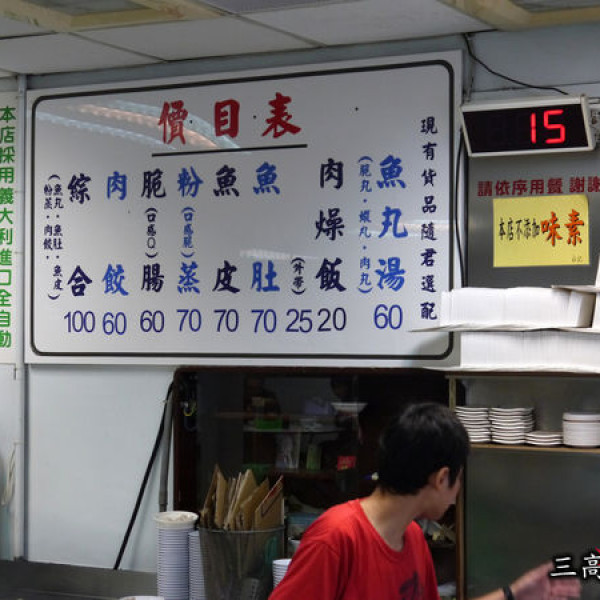 價目表
現有貨品隨君選配
魚丸湯
(脆丸·蝦丸·肉丸)
60
肉燥飯
20
(外帶)
25
魚肚
70
魚皮
70
粉蒸
(口感脆)
70
脆腸
(口感Q)
60
肉餃
60
綜合
(魚丸·魚肚·魚皮
粉蒸·肉餃·)
100
本店採用義大利進口全自動
15
請依序用餐 謝謝
本店不添加味素
三高